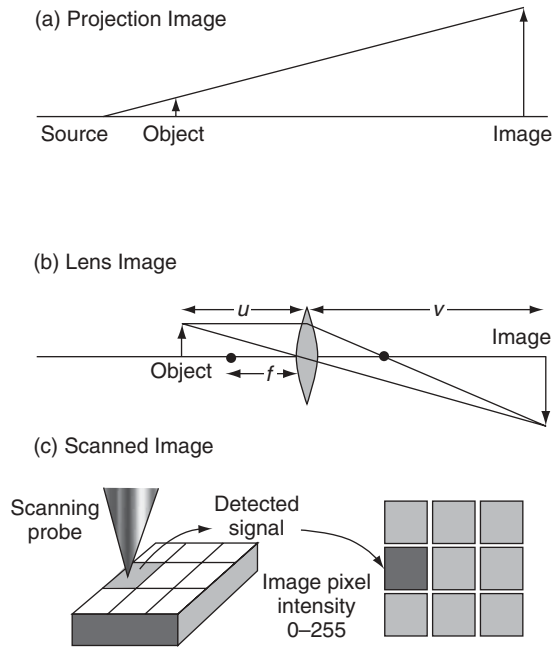 (a) Projection Image
Source
Object
Image
(b) Lens Image
u
v
Image
Object
f
(c) Scanned Image
Scanning
probe
Detected
signal
Image pixel
intensity
0–255